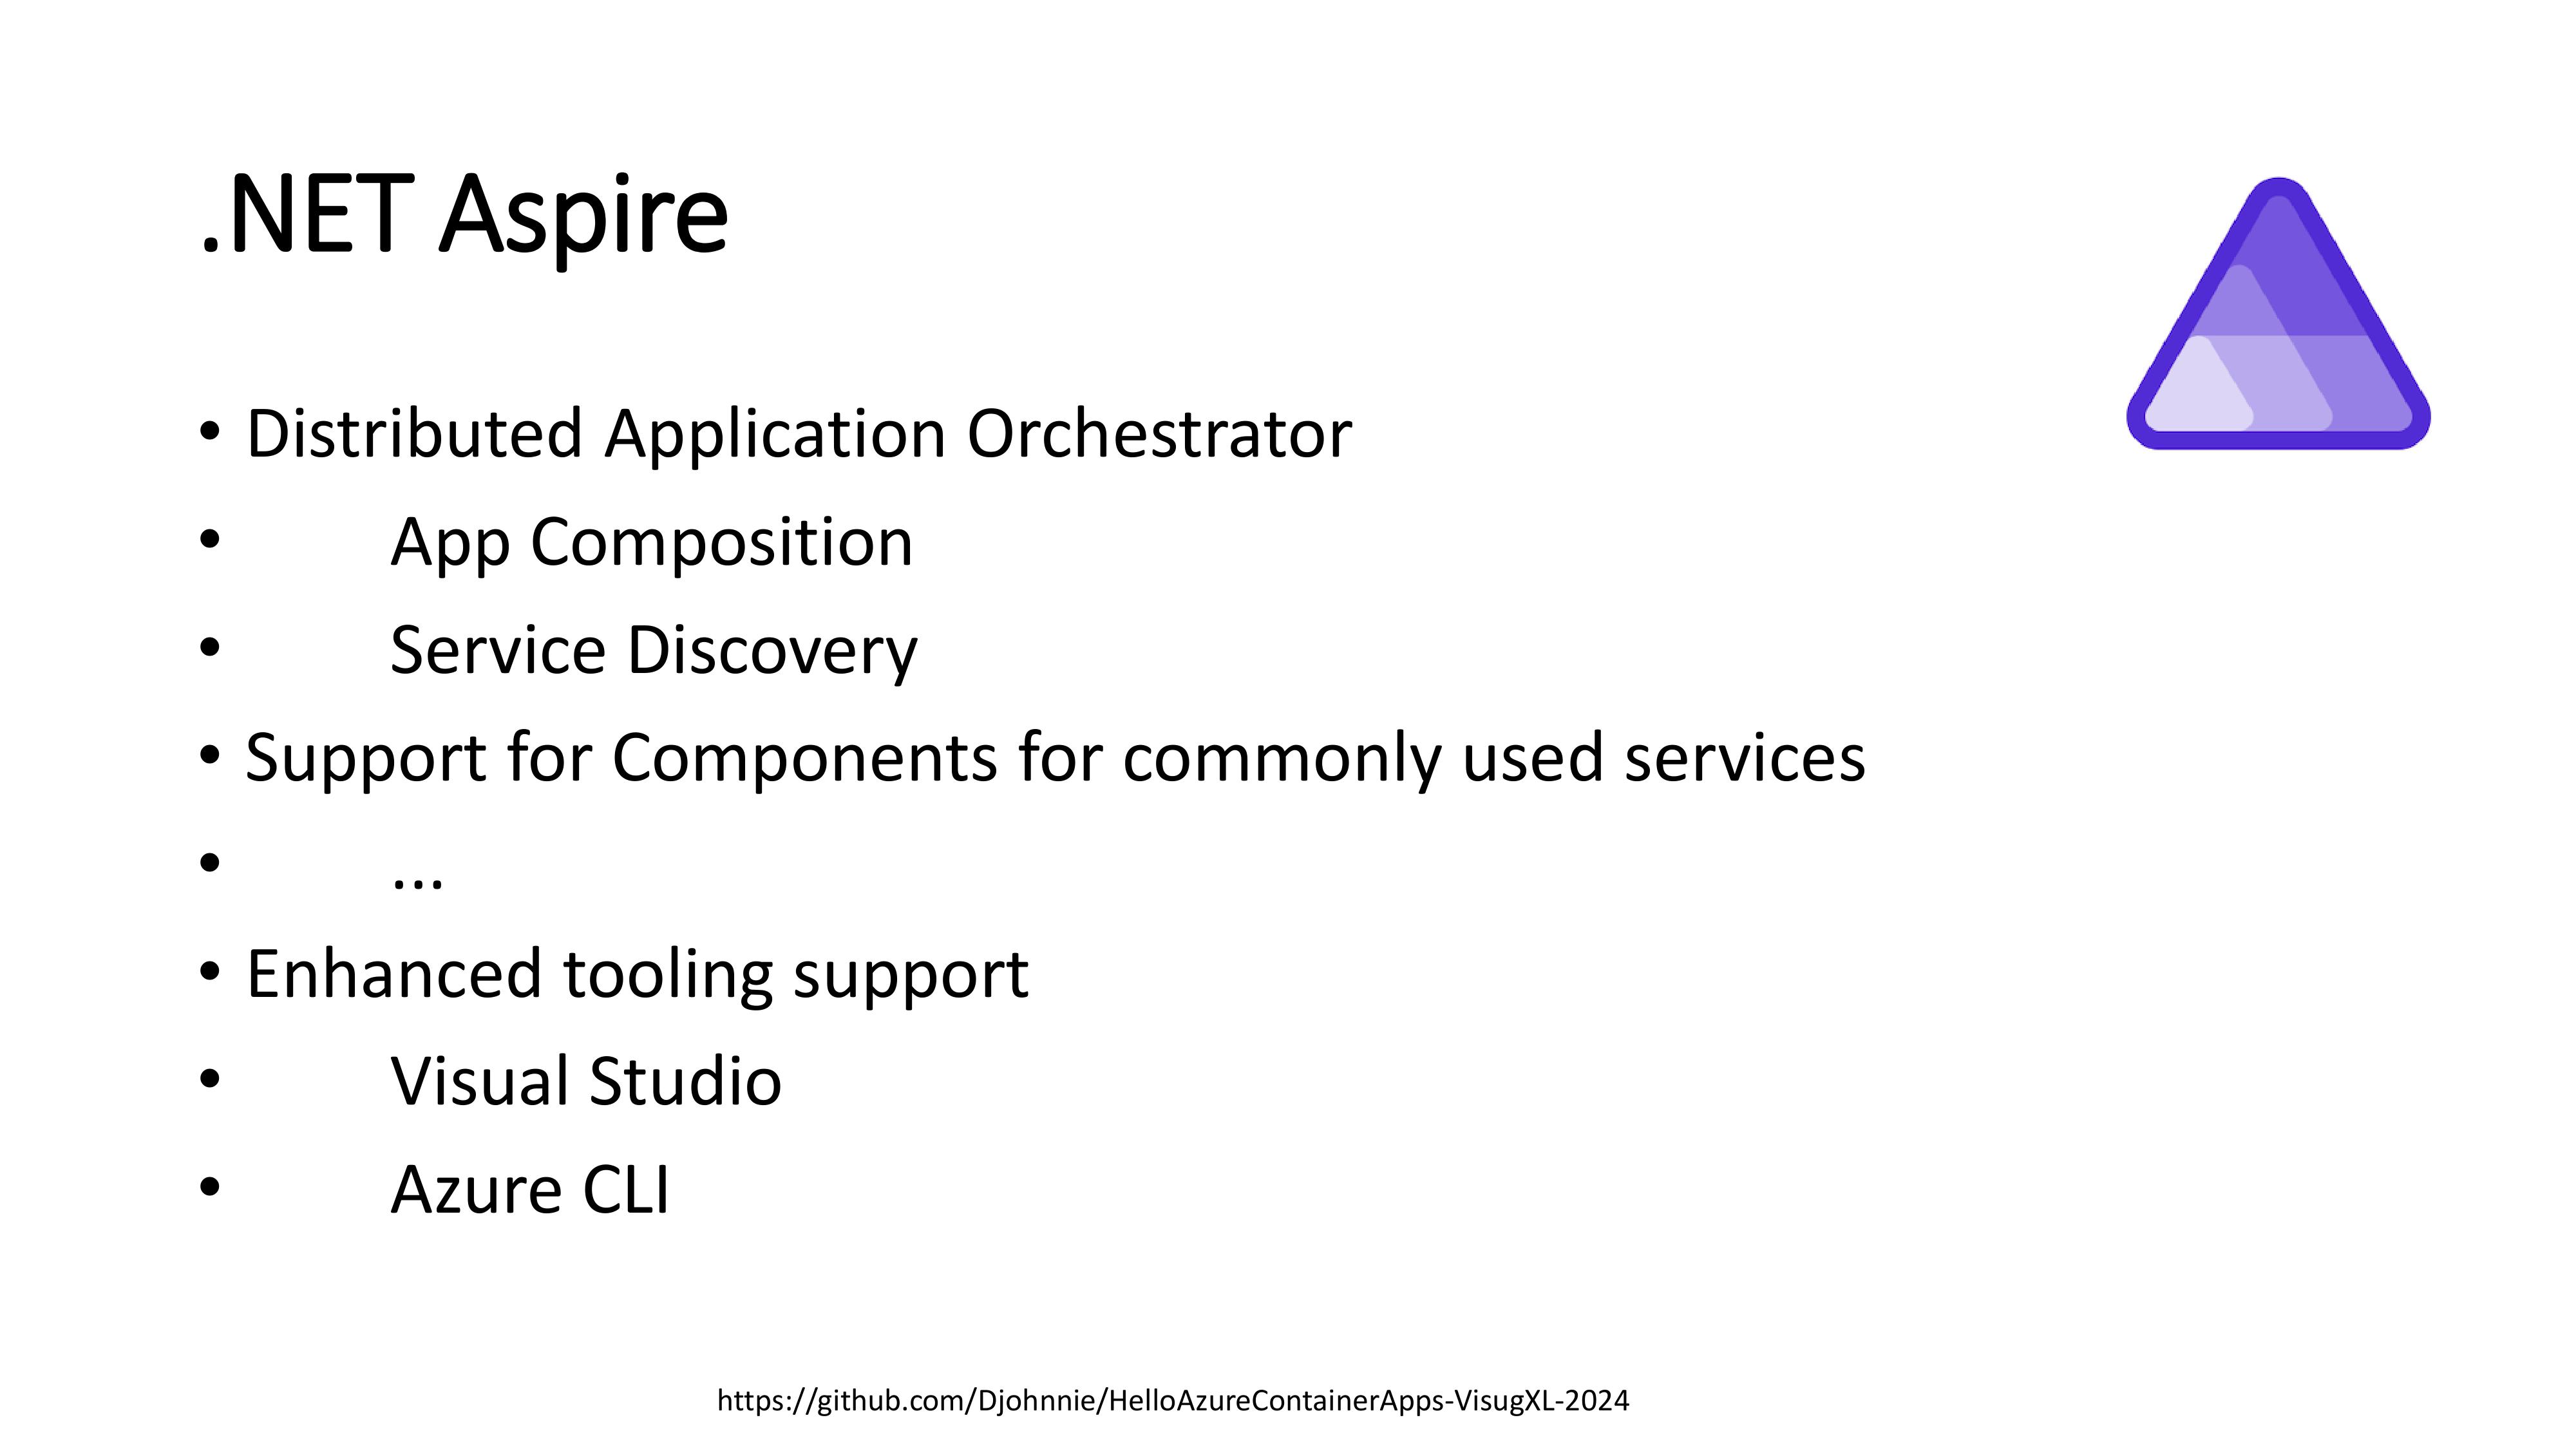 .NET Aspire
• Distributed Application Orchestrator
• App Composition
• Service Discovery
• Support for Components for commonly used services
• ...
• Enhanced tooling support
• Visual Studio
• Azure CLI
https://github.com/Djohnnie/HelloAzureContainerApps-VisugXL-2024